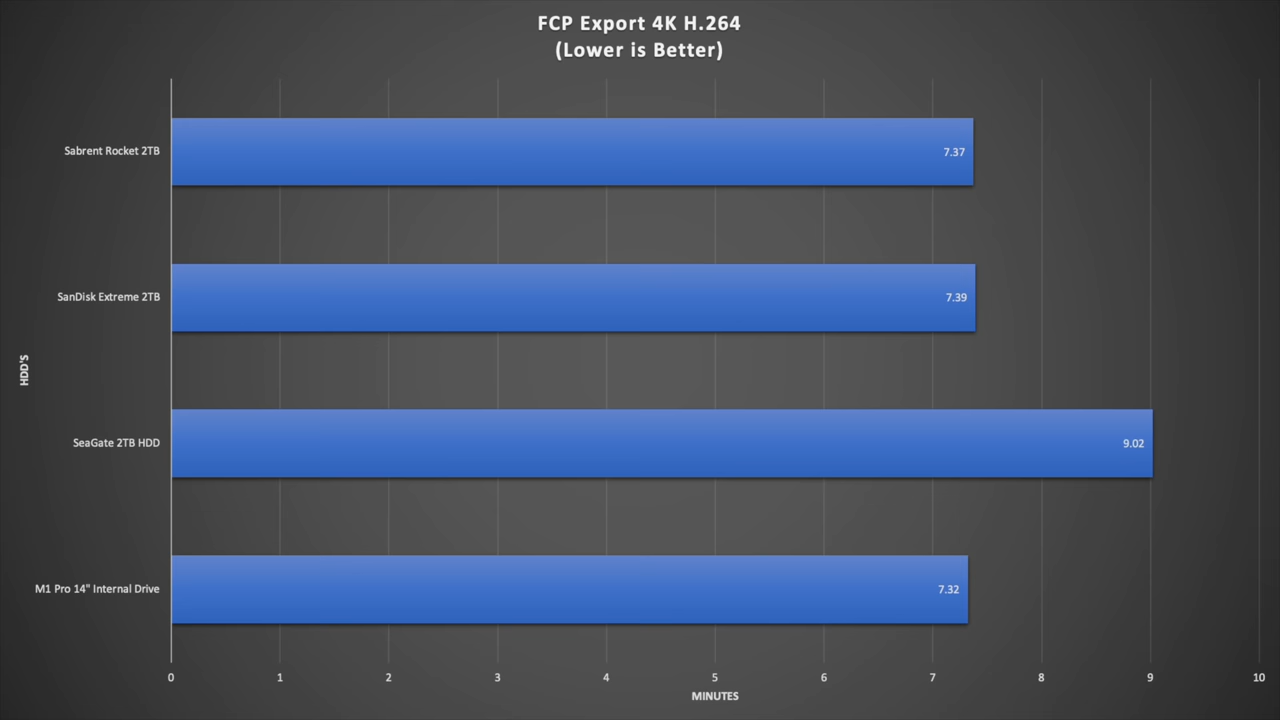 FCP Export 4K H.264
(Lower is Better)
Sabrent Rocket 2TB
7.37
SanDisk Extreme 2TB
7.39
HDD'S
SeaGate 2TB HDD
9.02
M1 Pro 14" Internal Drive
7.32
0 1 2 3 4 5 6 7 8 9 10
MINUTES